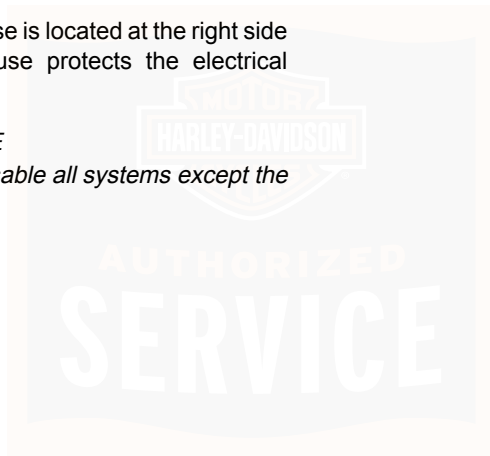 se is located at the right side
use protects the electrical
E
able all systems except the
MOTOR
HARLEY-DAVIDSON
CYCLES
AUTHORIZED
SERVICE